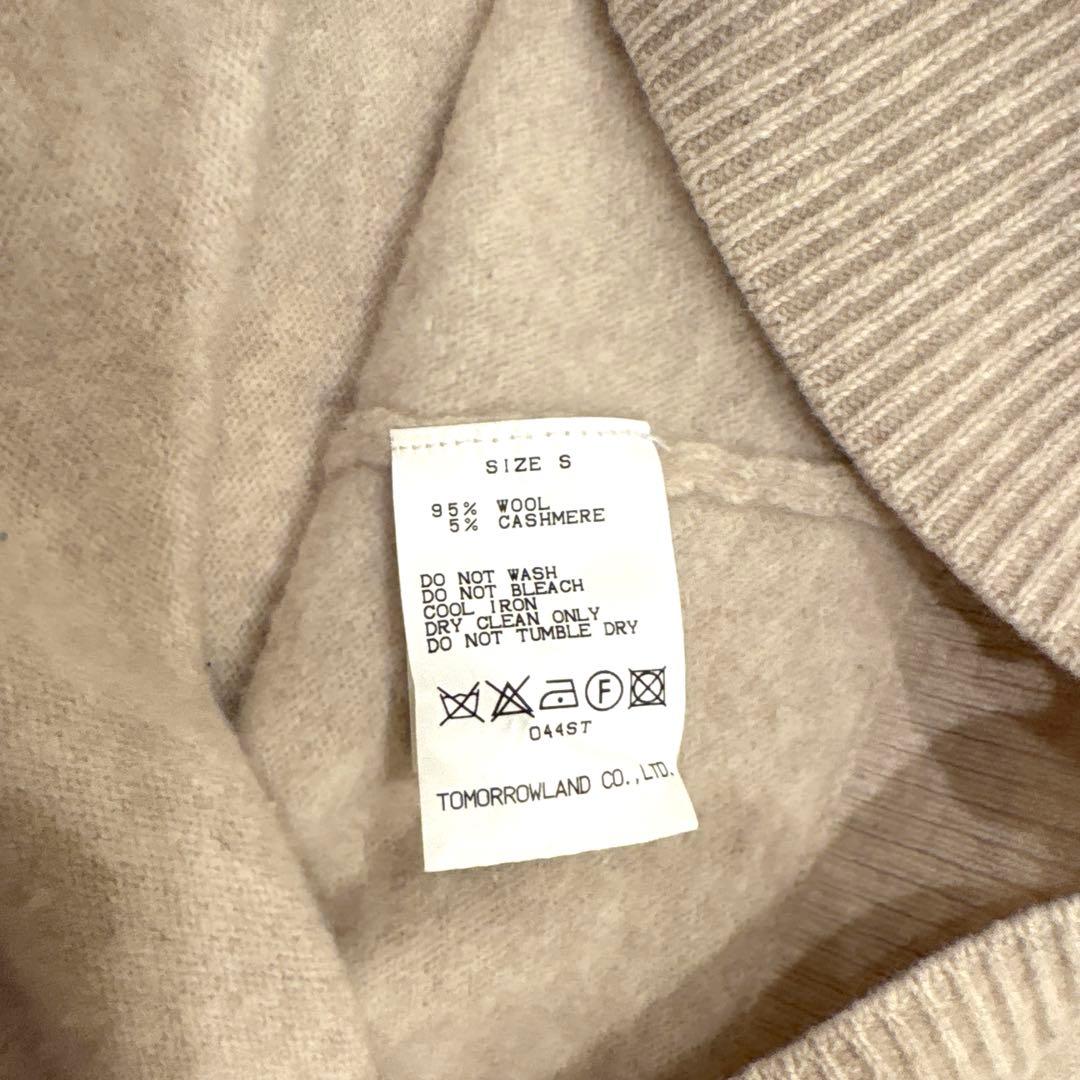 SIZE S
95% WOOL
5% CASHMERE
DO NOT WASH
DO NOT BLEACH
COOL IRON
DRY CLEAN ONLY
DO NOT TUMBLE DRY
F
044ST
TOMORROWLAND CO.,LTD.